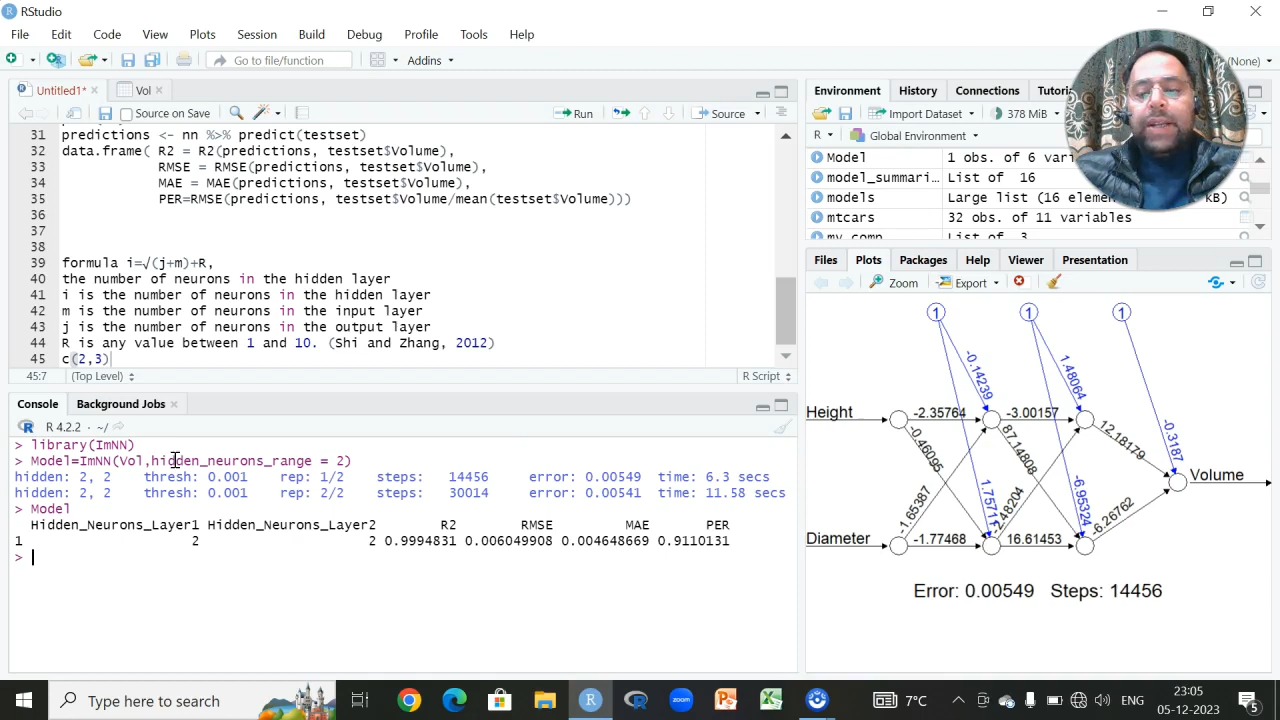 RStudio
File Edit Code View Plots Session Build Debug Profile Tools Help
Go to file/function Addins (None)
Untitled1* Vol
Source on Save Run Source
31 predictions <- nn %>% predict(testset)
32 data.frame( R2 = R2(predictions, testset$Volume),
33 RMSE = RMSE(predictions, testset$Volume),
34 MAE = MAE(predictions, testset$Volume),
35 PER=RMSE(predictions, testset$Volume/mean(testset$Volume)))
36
37
38
39 formula i=√(j+m)+R,
40 the number of neurons in the hidden layer
41 i is the number of neurons in the hidden layer
42 m is the number of neurons in the input layer
43 j is the number of neurons in the output layer
44 R is any value between 1 and 10. (Shi and Zhang, 2012)
45 c(2,3)
45:7 (Top Level) R Script
Console Background Jobs
R 4.2.2 · ~/
> library(ImNN)
> Model=ImNN(Vol,hidden_neurons_range = 2)
hidden: 2, 2 thresh: 0.001 rep: 1/2 steps: 14456 error: 0.00549 time: 6.3 secs
hidden: 2, 2 thresh: 0.001 rep: 2/2 steps: 30014 error: 0.00541 time: 11.58 secs
> Model
Hidden_Neurons_Layer1 Hidden_Neurons_Layer2 R2 RMSE MAE PER
1 2 2 0.9994831 0.006049908 0.004648669 0.9110131
>
Environment History Connections Tutori
Import Dataset 378 MiB
R Global Environment
Model 1 obs. of 6 vari
model_summari... List of 16
models Large list (16 elemen kB)
mtcars 32 obs. of 11 variables
my_comp List of 3
Files Plots Packages Help Viewer Presentation
Zoom Export
1 1 1
-0.14239
1.48064
Height
-2.35764
-3.00157
-0.46095
87.14808
12.18179
-0.3187
Volume
-1.65387
-2.48204
-6.95324
-6.26762
Diameter
-1.77468
16.61453
Error: 0.00549 Steps: 14456
Type here to search
7°C ENG
23:05
05-12-2023
5